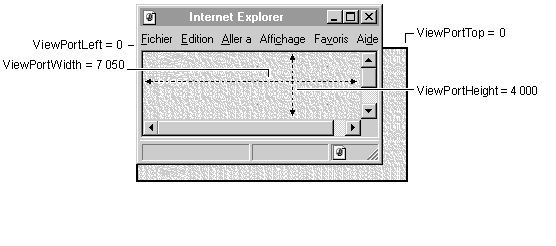 Internet Explorer
Fichier Edition Aller a Affichage Favoris Aide
ViewPortTop = 0
ViewPortLeft = 0
ViewPortWidth = 7 050
ViewPortHeight = 4 000